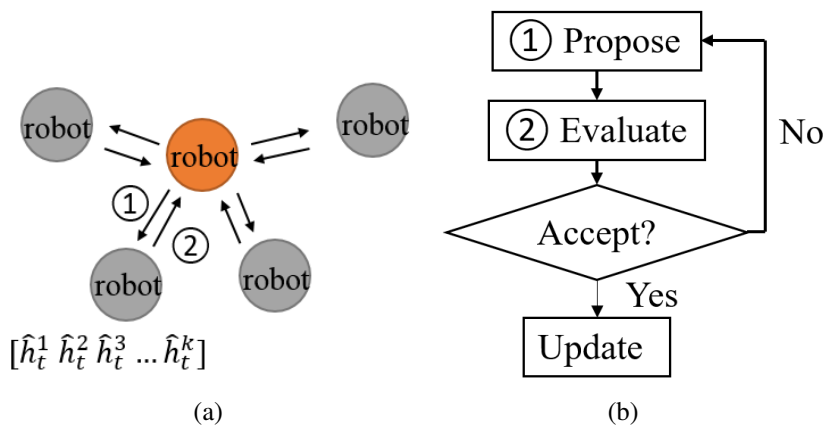 robot
robot
robot
①
②
robot
robot
[ĥ_t^1 ĥ_t^2 ĥ_t^3 … ĥ_t^k]
(a)
① Propose
② Evaluate
No
Accept?
Yes
Update
(b)